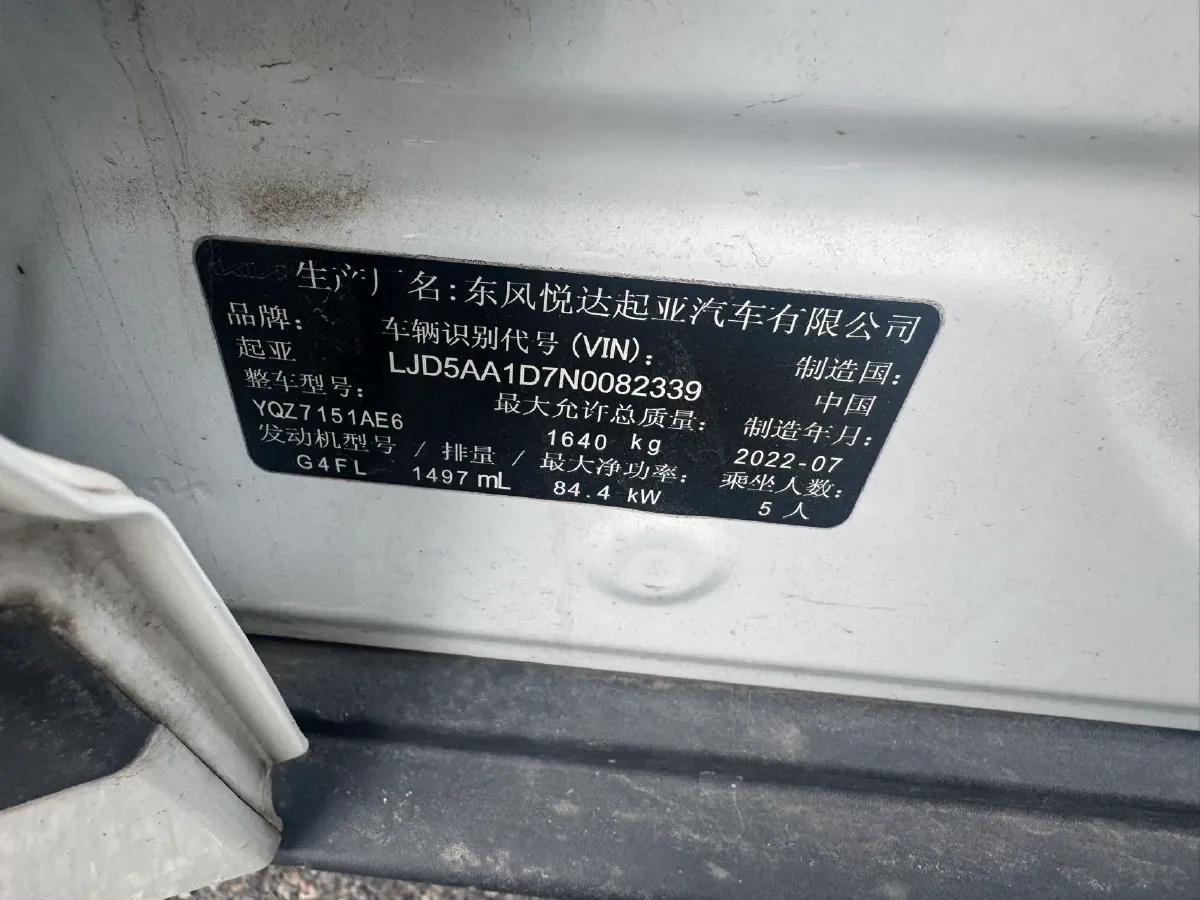 生产厂名：东风悦达起亚汽车有限公司
品牌： 车辆识别代号 (VIN)： 制造国：
起亚 LJD5AA1D7N0082339 中国
整车型号： 最大允许总质量： 制造年月：
YQZ7151AE6 1640 kg 2022-07
发动机型号 / 排量 / 最大净功率： 乘坐人数：
G4FL 1497 mL 84.4 kW 5 人